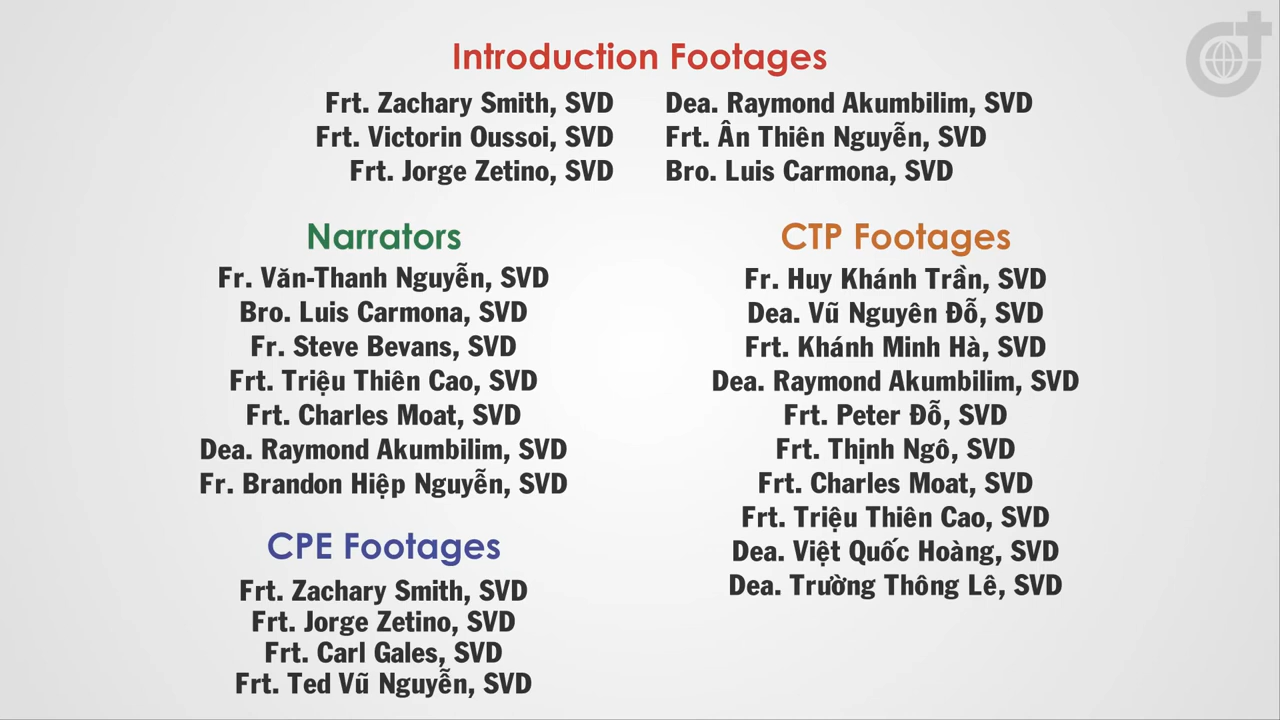 Introduction Footages
Frt. Zachary Smith, SVD
Frt. Victorin Oussoi, SVD
Frt. Jorge Zetino, SVD
Dea. Raymond Akumbilim, SVD
Frt. Ân Thiên Nguyễn, SVD
Bro. Luis Carmona, SVD
Narrators
Fr. Văn-Thanh Nguyễn, SVD
Bro. Luis Carmona, SVD
Fr. Steve Bevans, SVD
Frt. Triệu Thiên Cao, SVD
Frt. Charles Moat, SVD
Dea. Raymond Akumbilim, SVD
Fr. Brandon Hiệp Nguyễn, SVD
CPE Footages
Frt. Zachary Smith, SVD
Frt. Jorge Zetino, SVD
Frt. Carl Gales, SVD
Frt. Ted Vũ Nguyễn, SVD
CTP Footages
Fr. Huy Khánh Trần, SVD
Dea. Vũ Nguyên Đỗ, SVD
Frt. Khánh Minh Hà, SVD
Dea. Raymond Akumbilim, SVD
Frt. Peter Đỗ, SVD
Frt. Thịnh Ngô, SVD
Frt. Charles Moat, SVD
Frt. Triệu Thiên Cao, SVD
Dea. Việt Quốc Hoàng, SVD
Dea. Trường Thông Lê, SVD